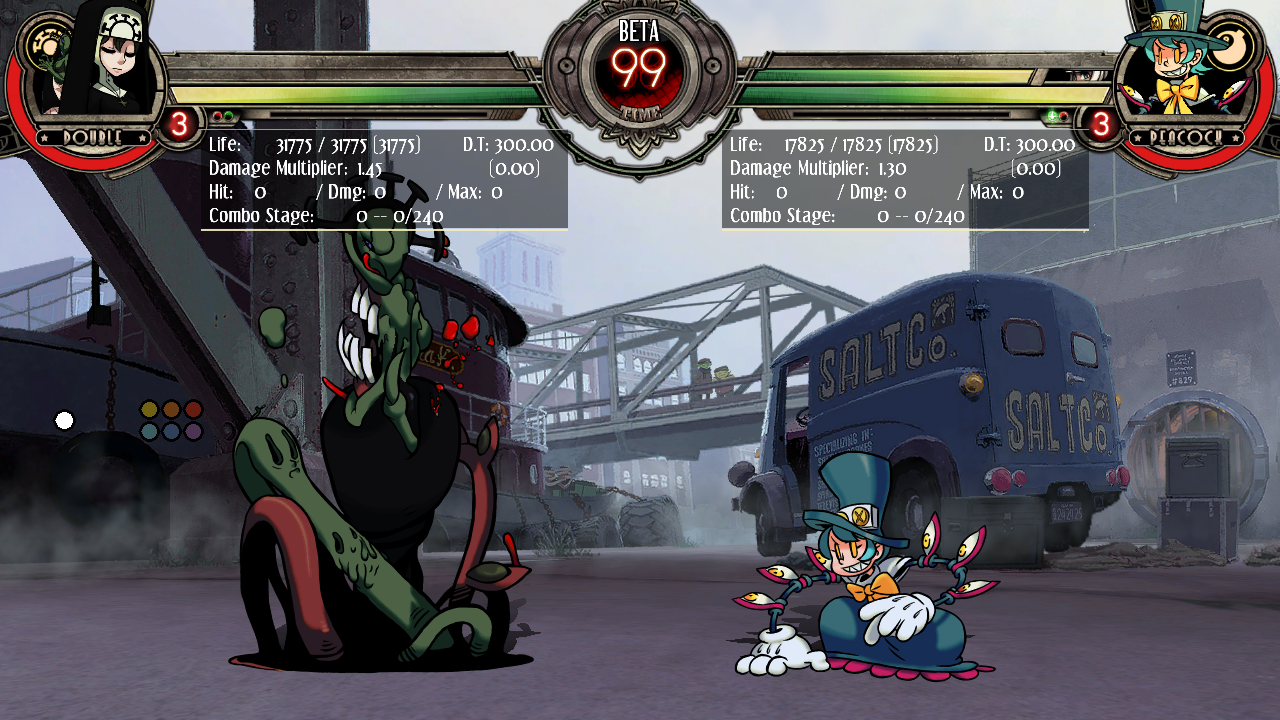 BETA
99
TIME
DOUBLE
3
3
PEACOCK
Life: 31775 / 31775 (31775) D.T: 300.00
Damage Multiplier: 1.45 (0.00)
Hit: 0 / Dmg: 0 / Max: 0
Combo Stage: 0 -- 0/240
Life: 17825 / 17825 (17825) D.T: 300.00
Damage Multiplier: 1.30 (0.00)
Hit: 0 / Dmg: 0 / Max: 0
Combo Stage: 0 -- 0/240
SALTCo.
SALTCo.
SPECIALIZING IN: